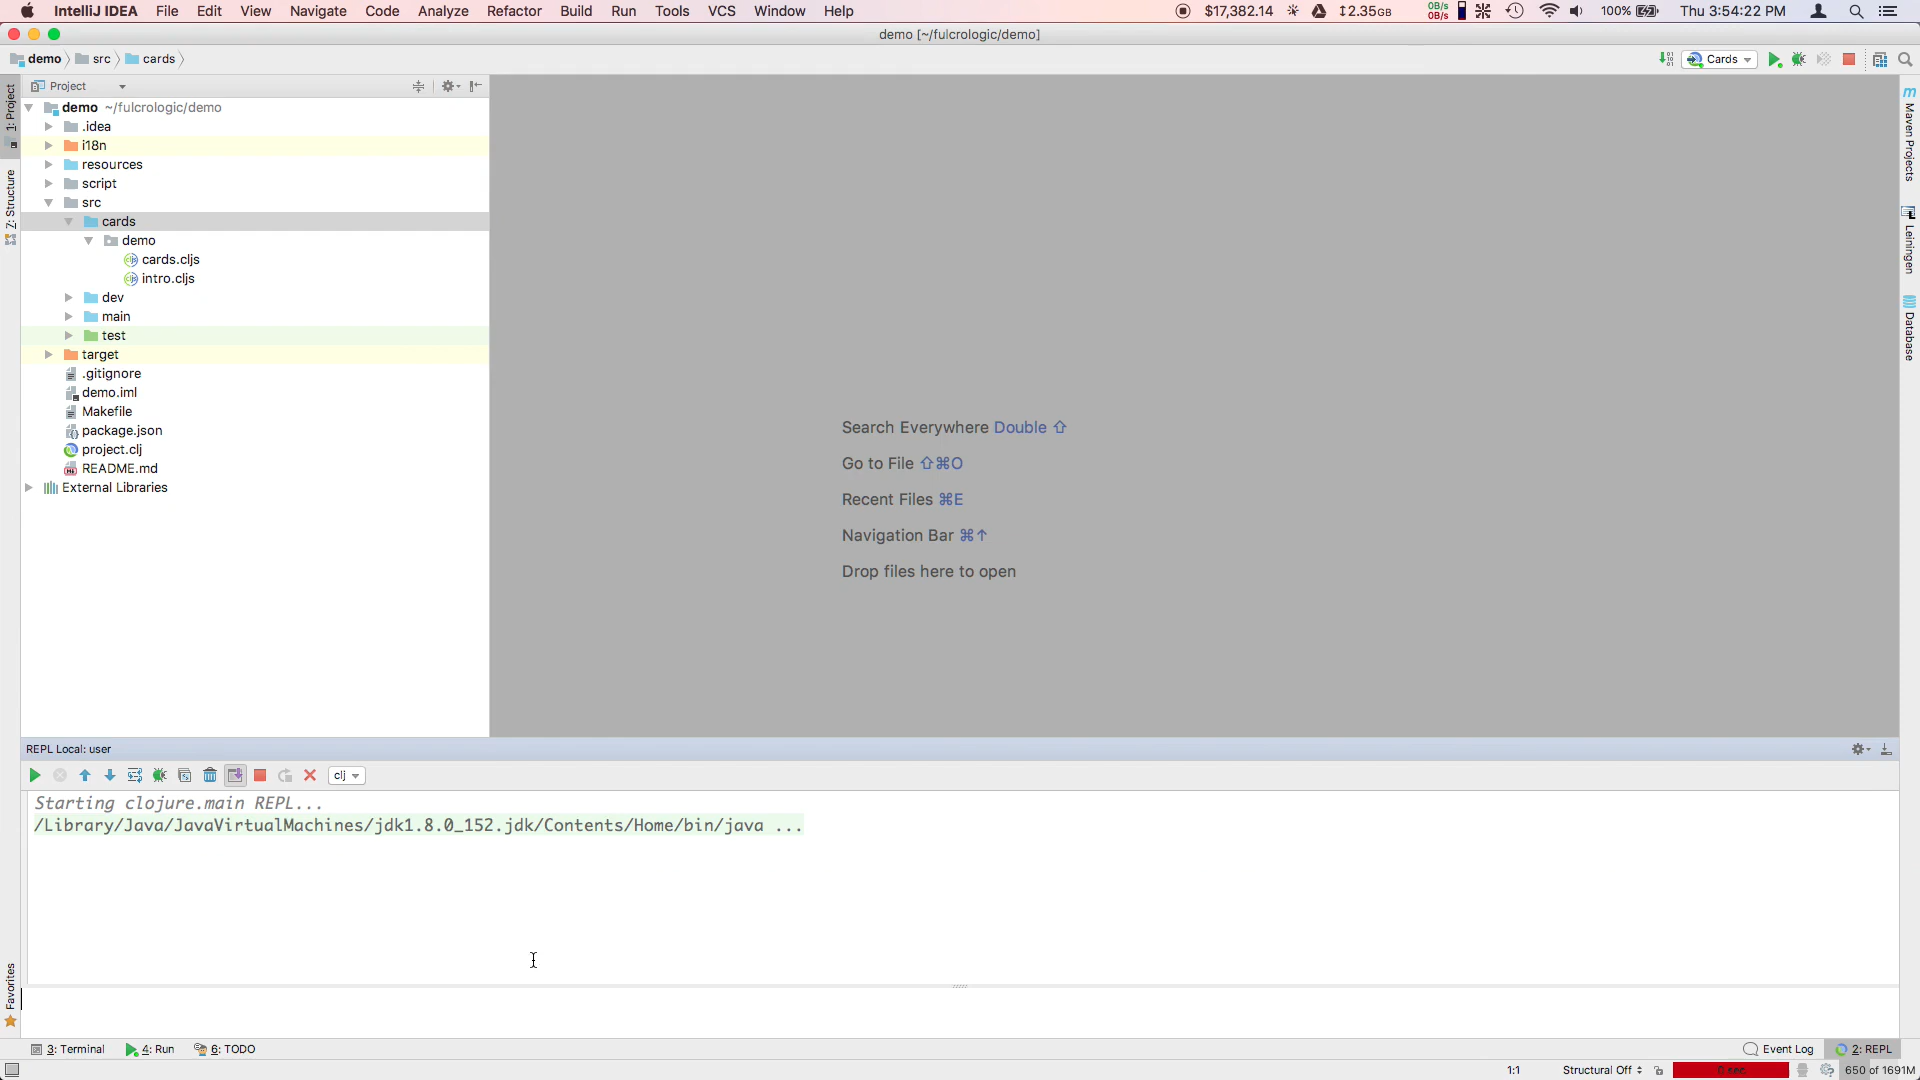 IntelliJ IDEA File Edit View Navigate Code Analyze Refactor Build Run Tools VCS Window Help $17,382.14 2.35GB 0B/s 0B/s 100% Thu 3:54:22 PM
demo [~/fulcrologic/demo]
demo src cards Cards
Project
demo ~/fulcrologic/demo
.idea
i18n
resources
script
src
cards
demo
cards.cljs
intro.cljs
dev
main
test
target
.gitignore
demo.iml
Makefile
package.json
project.clj
README.md
External Libraries
1: Project
Z: Structure
Favorites
Search Everywhere Double ⇧
Go to File ⇧⌘O
Recent Files ⌘E
Navigation Bar ⌘↑
Drop files here to open
Maven Projects
Leiningen
Database
REPL Local: user
clj
Starting clojure.main REPL...
/Library/Java/JavaVirtualMachines/jdk1.8.0_152.jdk/Contents/Home/bin/java ...
3: Terminal 4: Run 6: TODO Event Log 2: REPL
1:1 Structural Off 0 sec 650 of 1691M